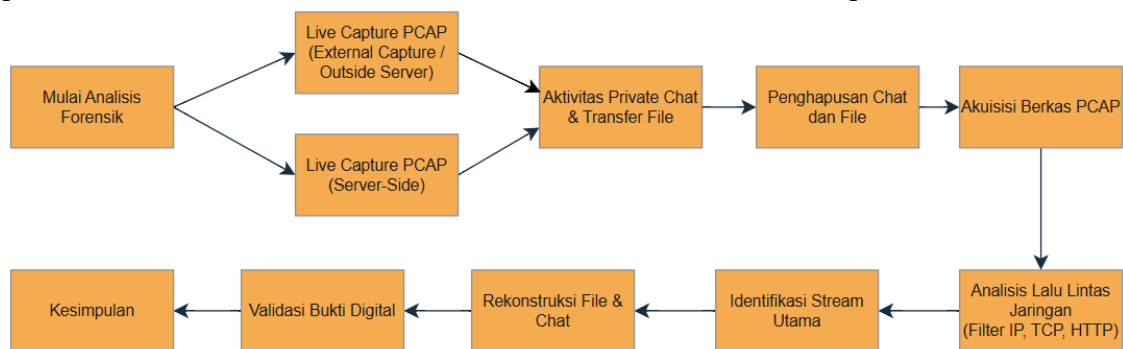 Mulai Analisis
Forensik
Live Capture PCAP
(External Capture /
Outside Server)
Live Capture PCAP
(Server-Side)
Aktivitas Private Chat
& Transfer File
Penghapusan Chat
dan File
Akuisisi Berkas PCAP
Analisis Lalu Lintas
Jaringan
(Filter IP, TCP, HTTP)
Identifikasi Stream
Utama
Rekonstruksi File &
Chat
Validasi Bukti Digital
Kesimpulan